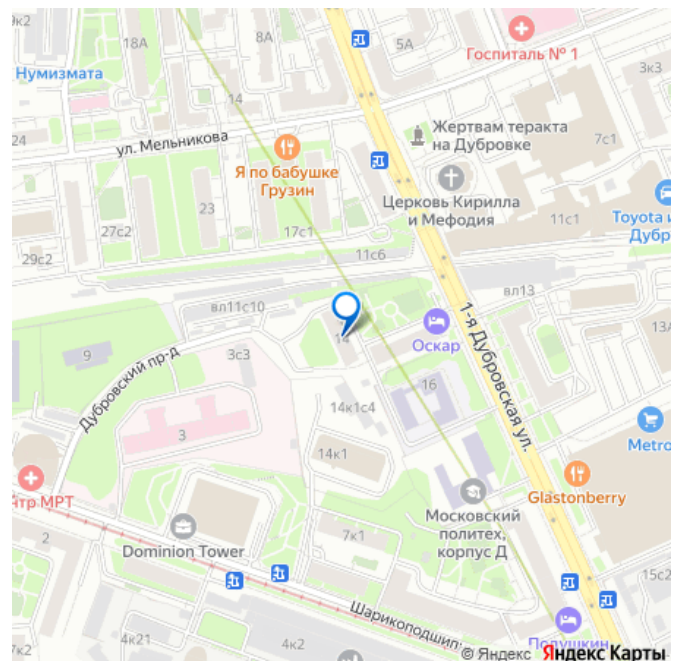 9к2
18А
8А
5А
Госпиталь № 1
Нумизмата
3к3
14
24
ул. Мельникова
Жертвам теракта
на Дубровке
7с1
Я по бабушке
Грузин
Церковь Кирилла
и Мефодия
23
27с2
17с1
11с1
Toyota и
Дубр
29с2
11с6
вл11с10
вл13
1-я Дубровская ул.
Оскар
14
13А
9
3с3
Дубровский пр-д
16
14к1с4
3
14к1
Metro
нтр МРТ
Glastonberry
Московский
политех,
корпус Д
Dominion Tower
7к1
2
15с2
Шарикоподшип
4к21
4к2
7к2
Подушкин
© Яндекс Яндекс Карты